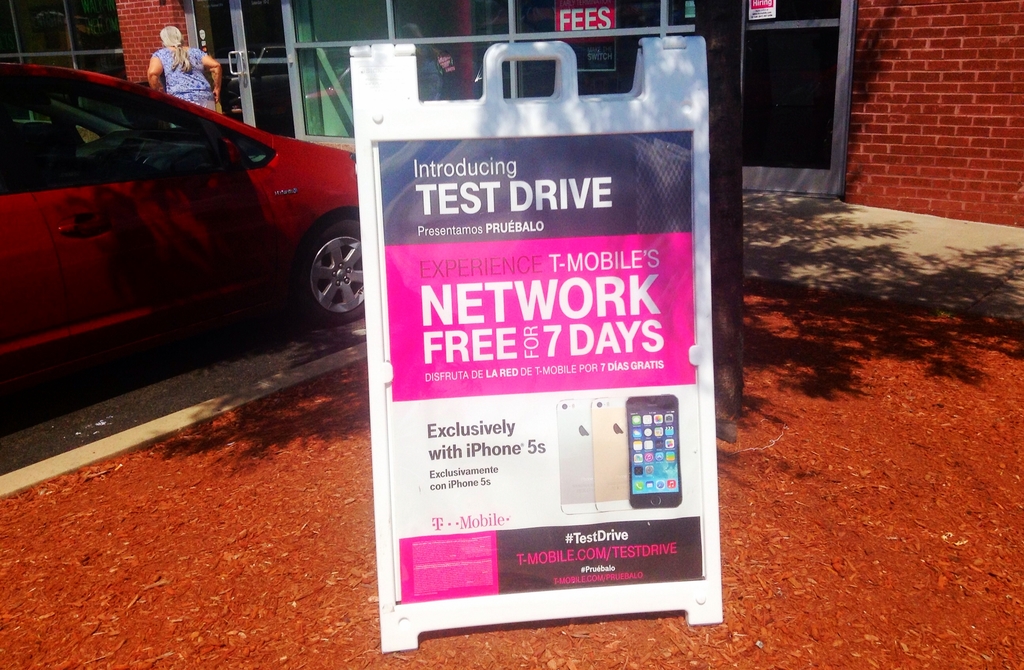 FEES
Hiring
SWITCH
Introducing
TEST DRIVE
Presentamos PRUÉBALO
EXPERIENCE T-MOBILE'S
NETWORK
FREE FOR 7 DAYS
DISFRUTA DE LA RED DE T-MOBILE POR 7 DÍAS GRATIS
Exclusively
with iPhone® 5s
Exclusivamente
con iPhone 5s
T··Mobile·
#TestDrive
T-MOBILE.COM/TESTDRIVE
#Pruébalo
T-MOBILE.COM/PRUEBALO